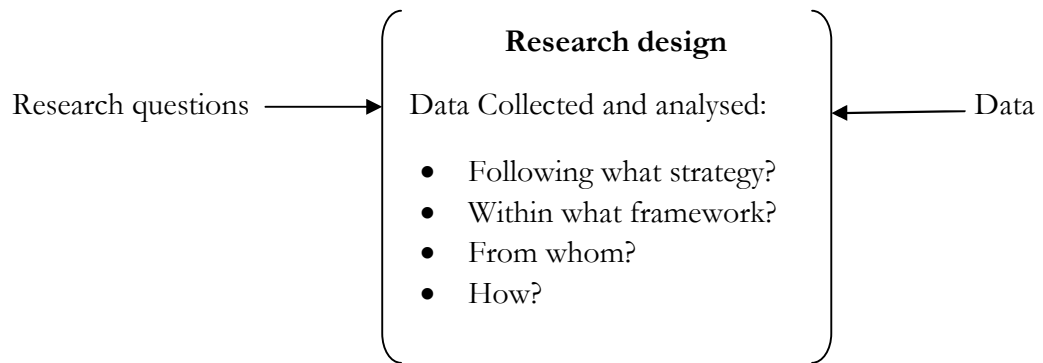 Research design
Research questions
Data Collected and analysed:
Data
• Following what strategy?
• Within what framework?
• From whom?
• How?